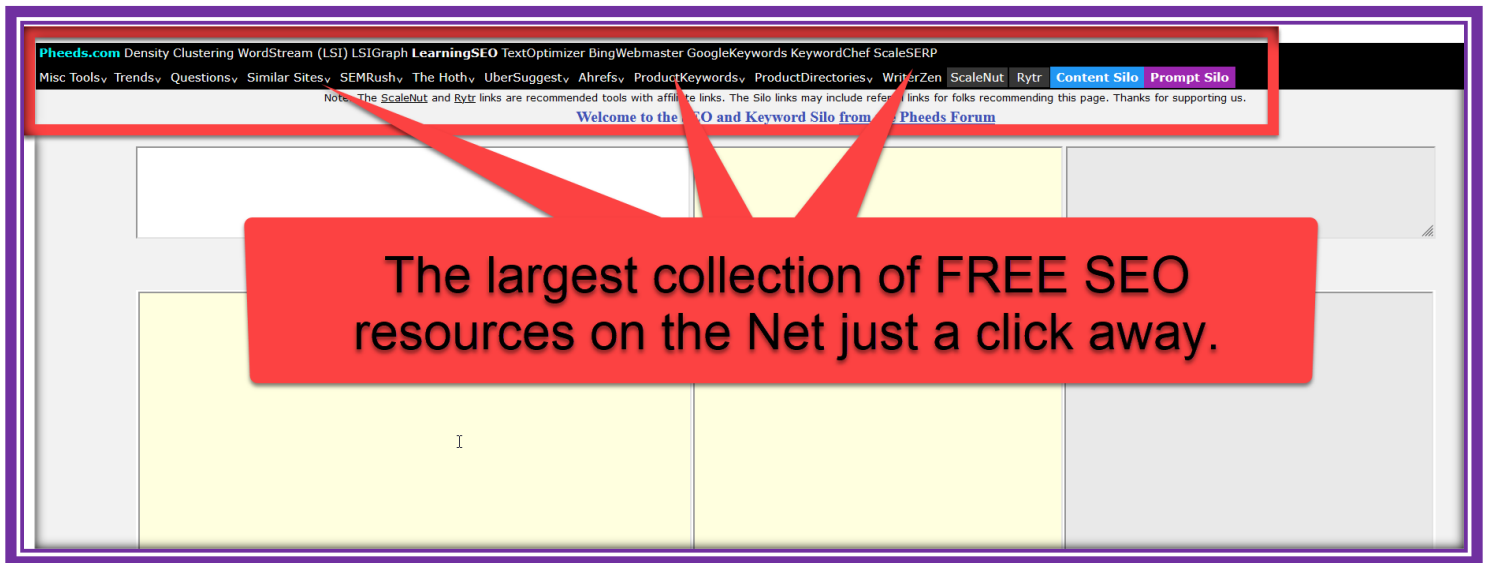 Pheeds.com Density Clustering WordStream (LSI) LSIGraph LearningSEO TextOptimizer BingWebmaster GoogleKeywords KeywordChef ScaleSERP
Misc Tools˅ Trends˅ Questions˅ Similar Sites˅ SEMRush˅ The Hoth˅ UberSuggest˅ Ahrefs˅ ProductKeywords˅ ProductDirectories˅ WriterZen ScaleNut Rytr Content Silo Prompt Silo
Note: The ScaleNut and Rytr links are recommended tools with affiliate links. The Silo links may include referral links for folks recommending this page. Thanks for supporting us.
Welcome to the SEO and Keyword Silo from Pheeds Forum
The largest collection of FREE SEO
resources on the Net just a click away.